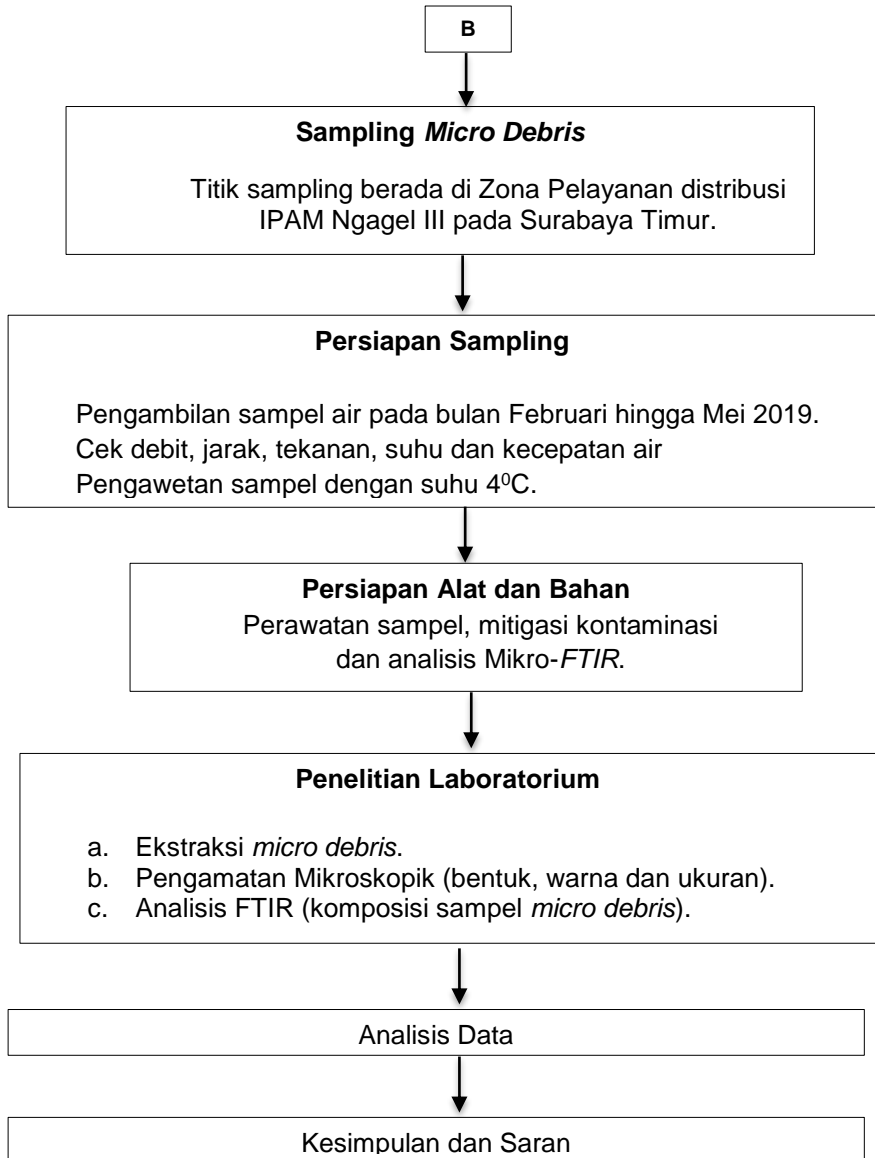 B
Sampling Micro Debris
Titik sampling berada di Zona Pelayanan distribusi
IPAM Ngagel III pada Surabaya Timur.
Persiapan Sampling
Pengambilan sampel air pada bulan Februari hingga Mei 2019.
Cek debit, jarak, tekanan, suhu dan kecepatan air
Pengawetan sampel dengan suhu 4⁰C.
Persiapan Alat dan Bahan
Perawatan sampel, mitigasi kontaminasi
dan analisis Mikro-FTIR.
Penelitian Laboratorium
a. Ekstraksi micro debris.
b. Pengamatan Mikroskopik (bentuk, warna dan ukuran).
c. Analisis FTIR (komposisi sampel micro debris).
Analisis Data
Kesimpulan dan Saran